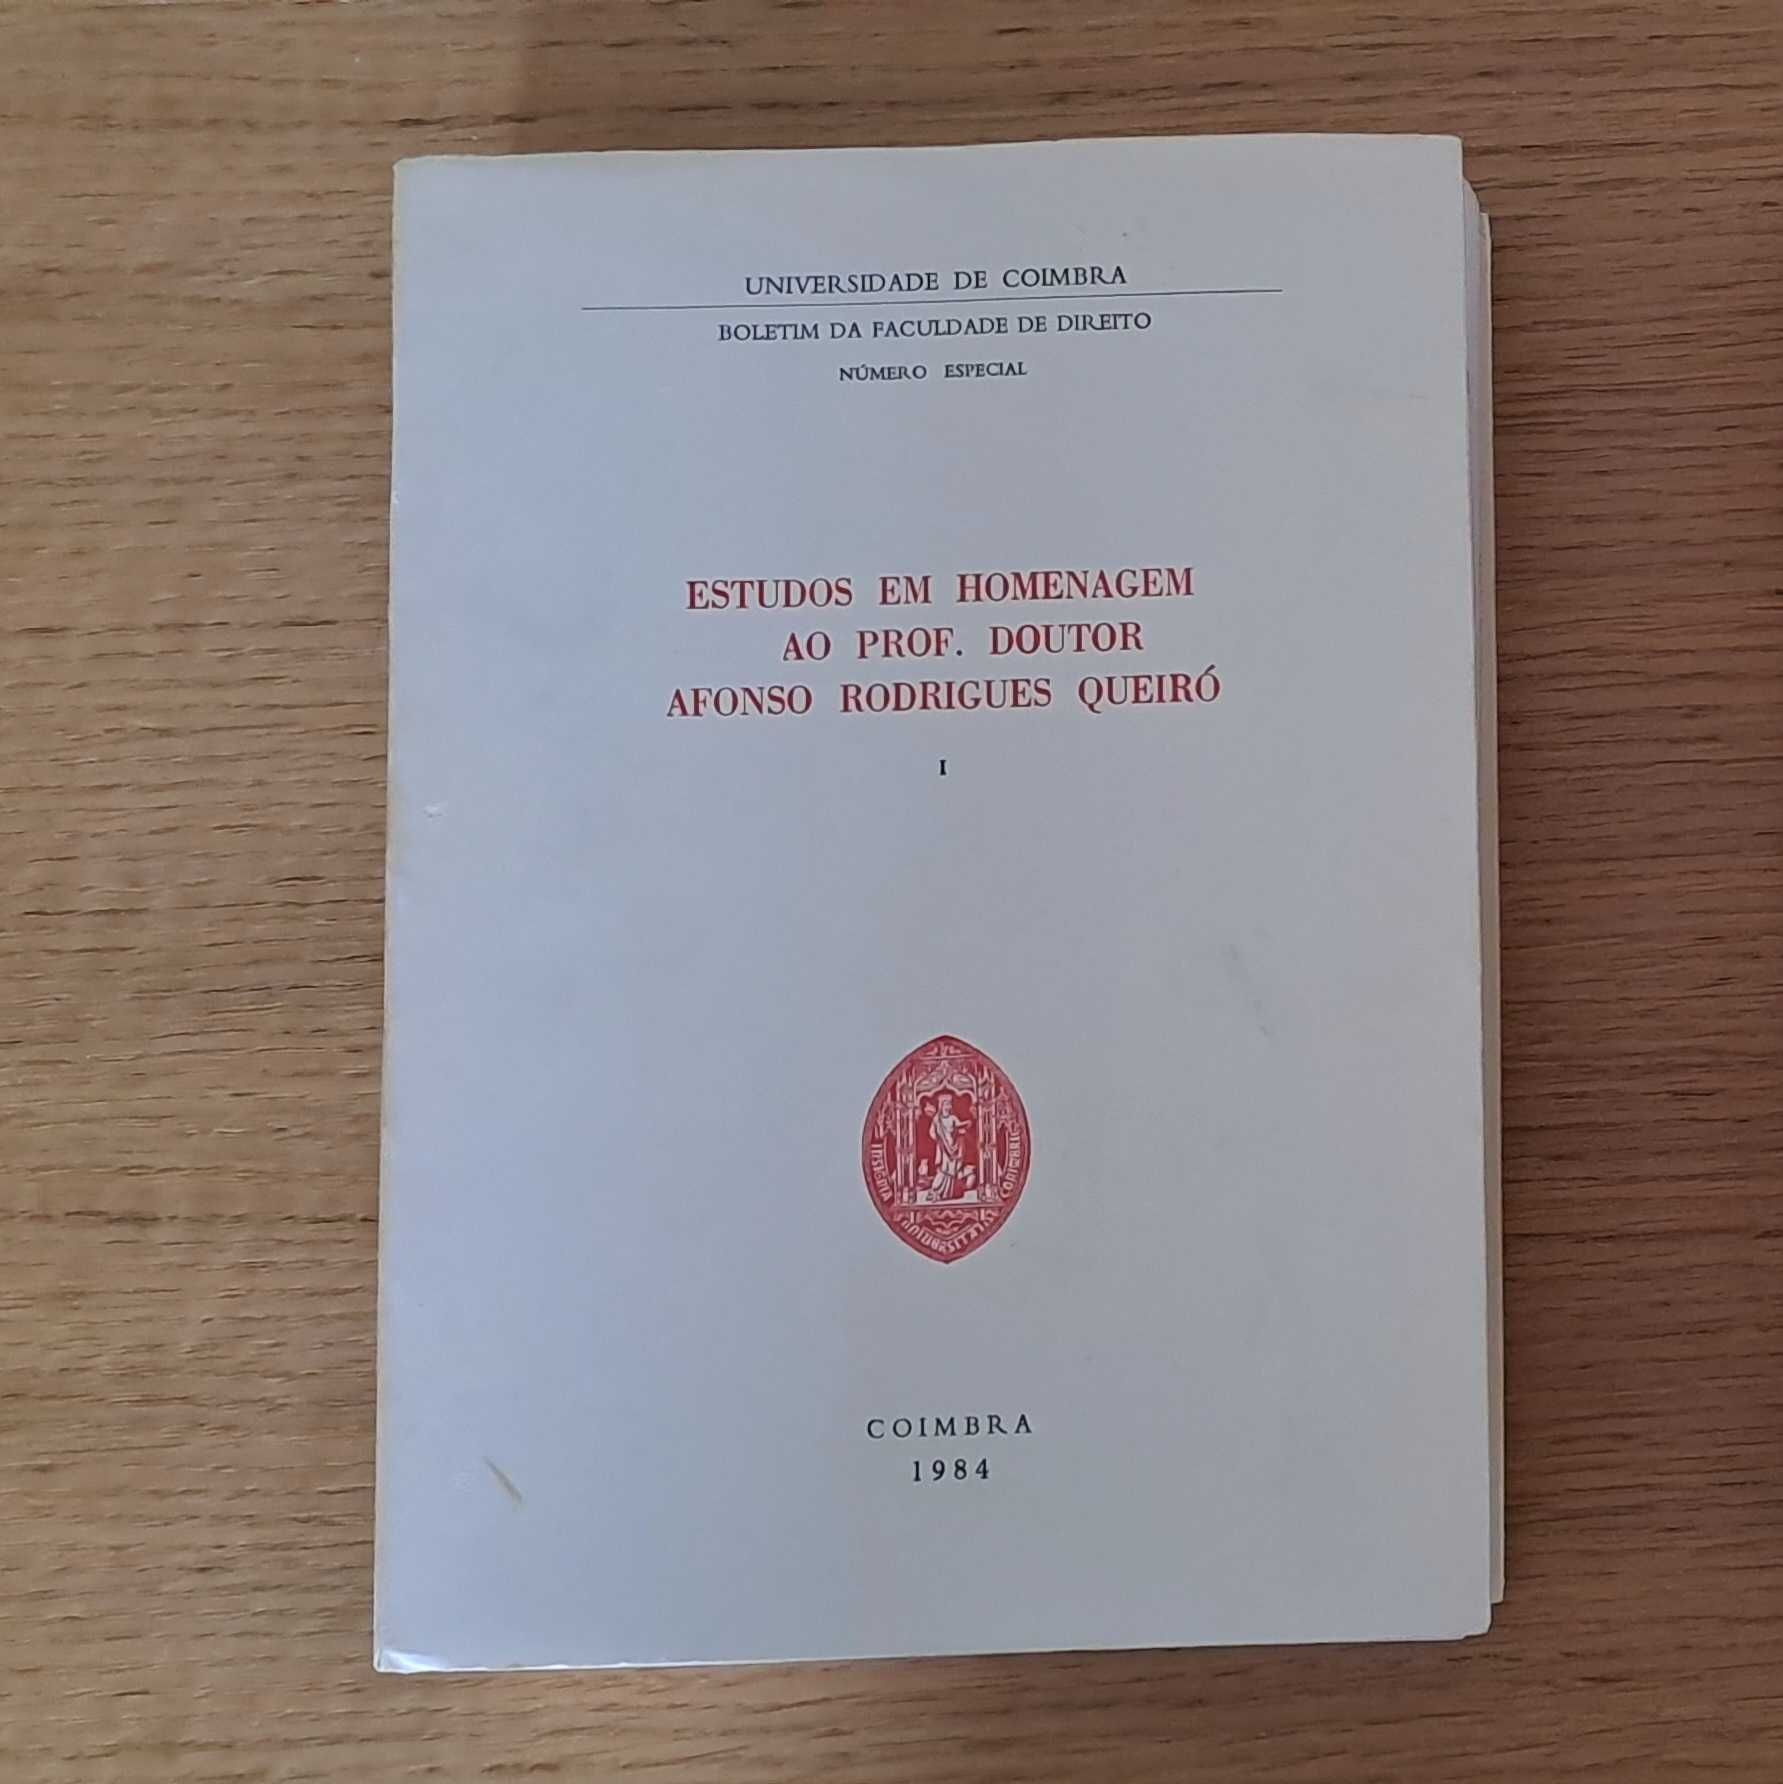 UNIVERSIDADE DE COIMBRA
BOLETIM DA FACULDADE DE DIREITO
NÚMERO ESPECIAL
ESTUDOS EM HOMENAGEM
AO PROF. DOUTOR
AFONSO RODRIGUES QUEIRÓ
I
COIMBRA
1984